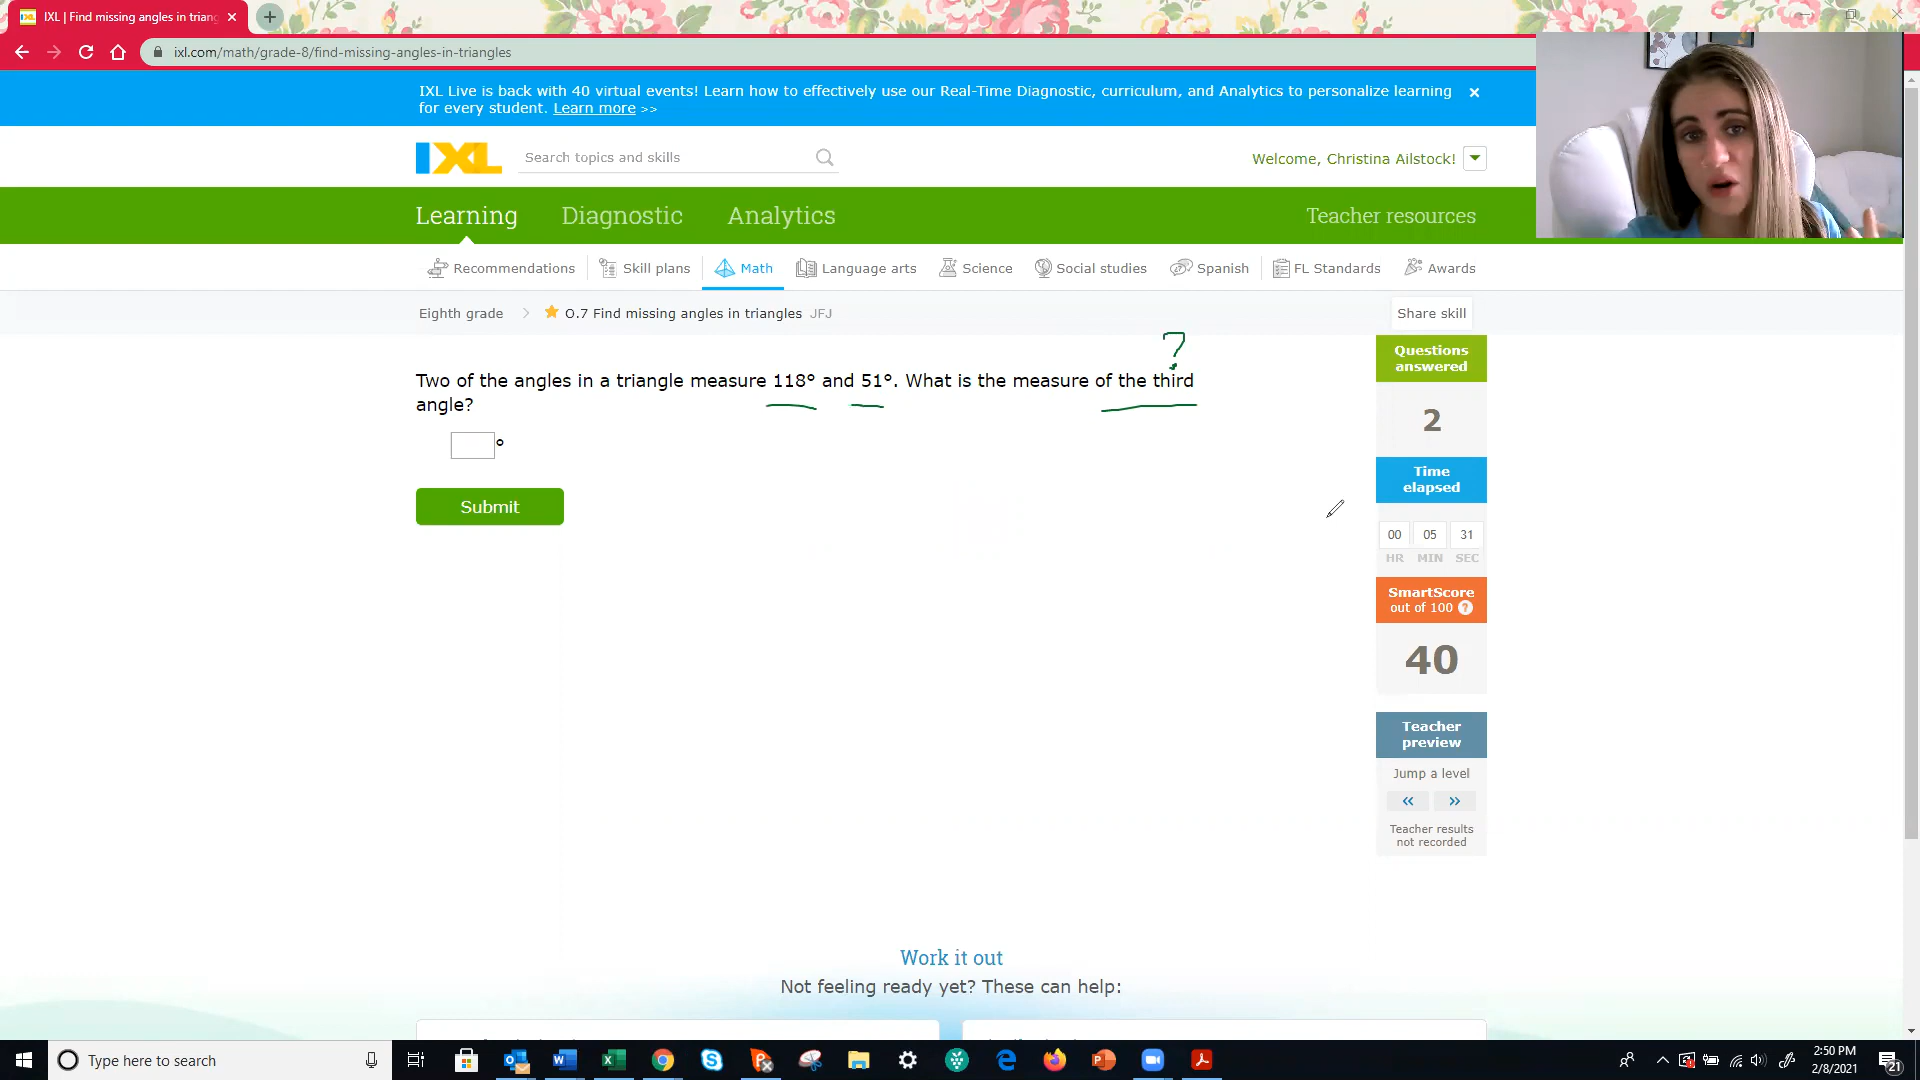 IXL | Find missing angles in triang
ixl.com/math/grade-8/find-missing-angles-in-triangles
IXL Live is back with 40 virtual events! Learn how to effectively use our Real-Time Diagnostic, curriculum, and Analytics to personalize learning
for every student. Learn more >>
IXL
Search topics and skills
Welcome, Christina Ailstock!
Learning Diagnostic Analytics Teacher resources
Recommendations Skill plans Math Language arts Science Social studies Spanish FL Standards Awards
Eighth grade > O.7 Find missing angles in triangles JFJ
Share skill
?
Two of the angles in a triangle measure 118° and 51°. What is the measure of the third
angle?
°
Submit
Questions
answered
2
Time
elapsed
00 05 31
HR MIN SEC
SmartScore
out of 100 ?
40
Teacher
preview
Jump a level
<< >>
Teacher results
not recorded
Work it out
Not feeling ready yet? These can help:
Type here to search
2:50 PM
2/8/2021
21